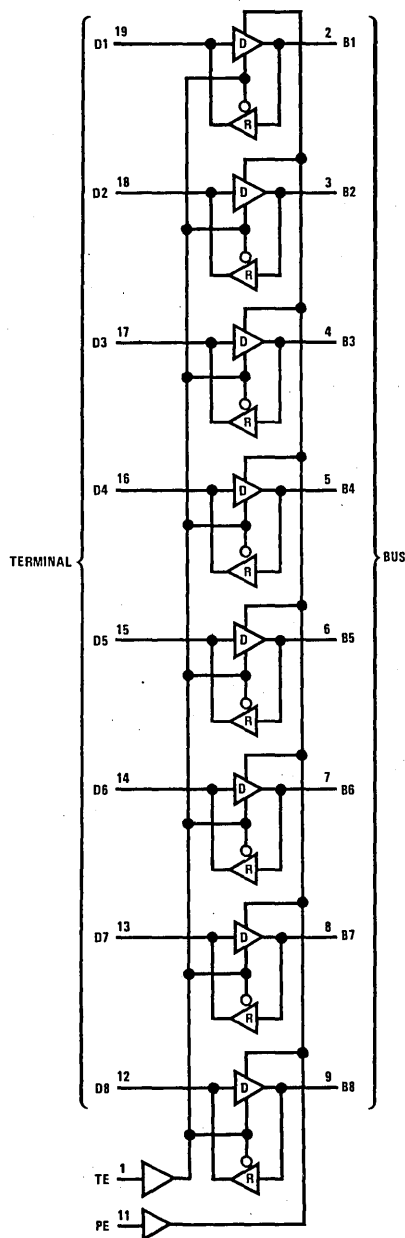 D1 19 D 2 B1
R
D2 18 D 3 B2
R
D3 17 D 4 B3
R
D4 16 D 5 B4
R
TERMINAL BUS
D5 15 D 6 B5
R
D6 14 D 7 B6
R
D7 13 D 8 B7
R
D8 12 D 9 B8
R
TE 1
PE 11